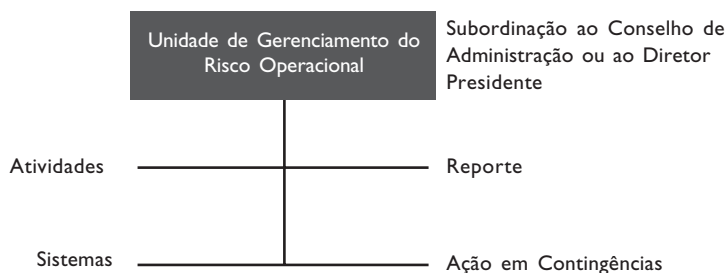 Unidade de Gerenciamento do
Risco Operacional
Subordinação ao Conselho de
Administração ou ao Diretor
Presidente
Atividades
Reporte
Sistemas
Ação em Contingências